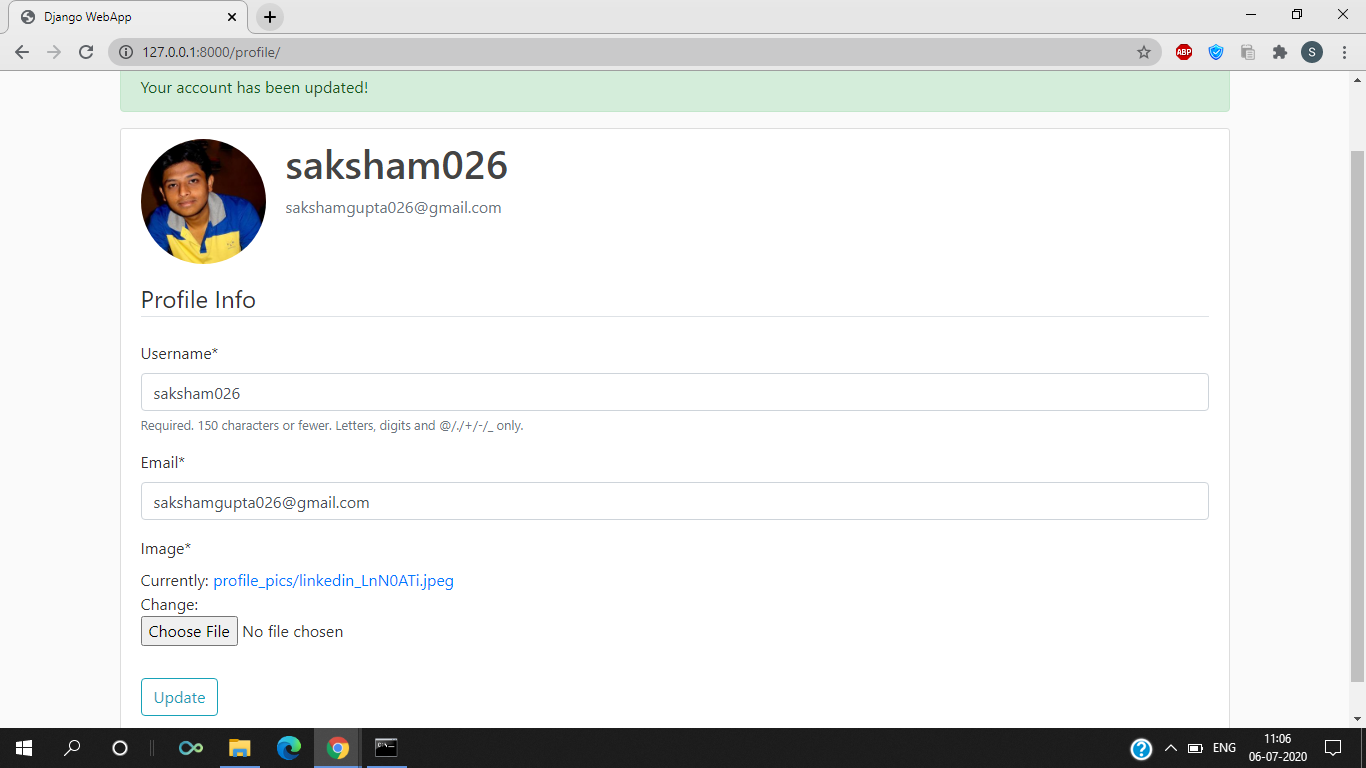 Django WebApp
127.0.0.1:8000/profile/
ABP
S
Your account has been updated!
saksham026
sakshamgupta026@gmail.com
Profile Info
Username*
saksham026
Required. 150 characters or fewer. Letters, digits and @/./+/-/_ only.
Email*
sakshamgupta026@gmail.com
Image*
Currently: profile_pics/linkedin_LnN0ATi.jpeg
Change:
Choose File No file chosen
Update
ENG
11:06
06-07-2020